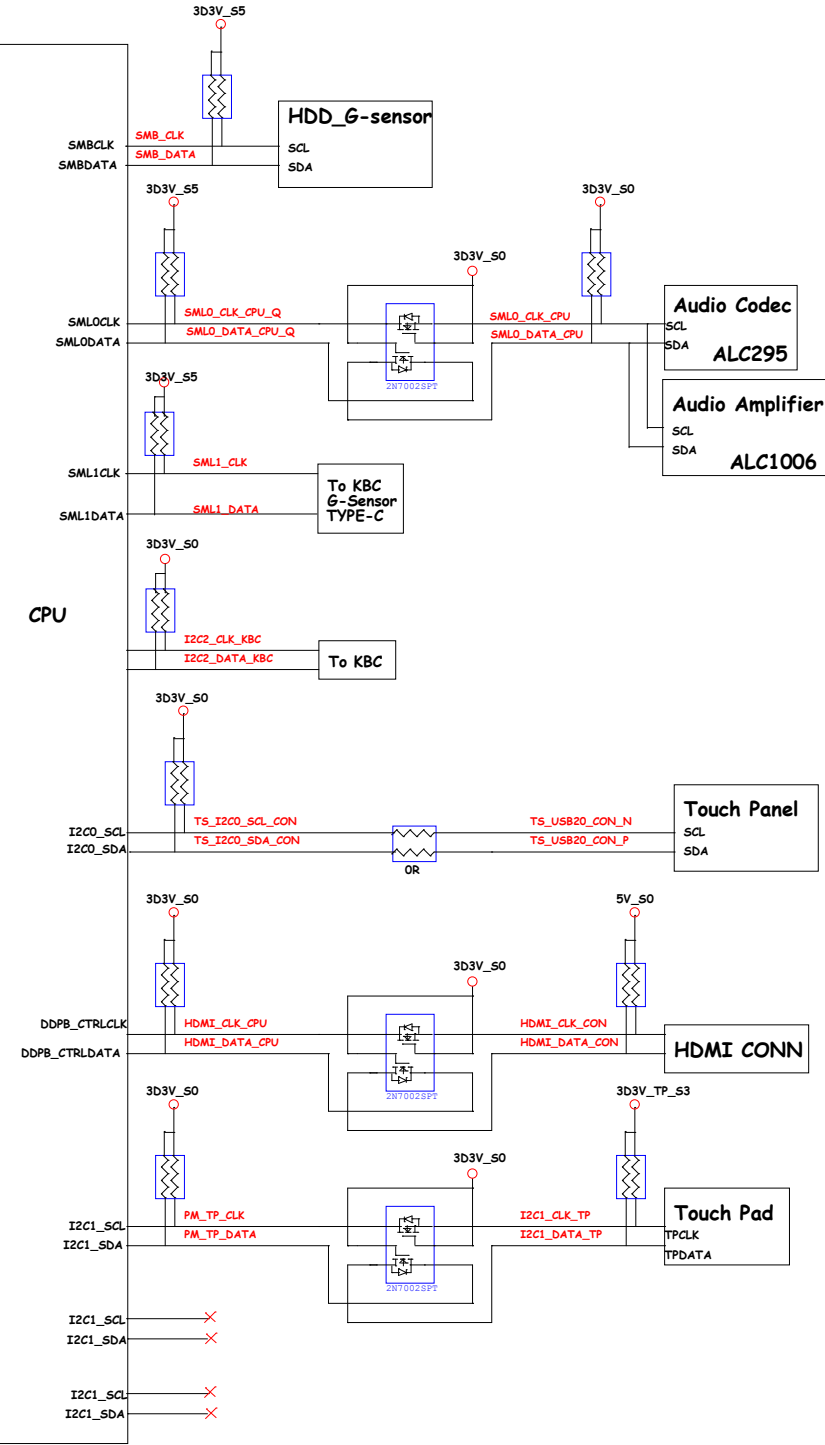 3D3V_S5
HDD_G-sensor
SMBCLK
SMB_CLK
SCL
SMBDATA
SMB_DATA
SDA
3D3V_S5
3D3V_S0
3D3V_S0
Audio Codec
SML0CLK
SML0_CLK_CPU_Q
SML0_CLK_CPU
SCL
SML0DATA
SML0_DATA_CPU_Q
SML0_DATA_CPU
SDA
ALC295
2N7002SPT
3D3V_S5
Audio Amplifier
SCL
SDA
ALC1006
SML1CLK
SML1_CLK
To KBC
G-Sensor
TYPE-C
SML1DATA
SML1_DATA
3D3V_S0
CPU
I2C2_CLK_KBC
I2C2_DATA_KBC
To KBC
3D3V_S0
Touch Panel
I2C0_SCL
TS_I2C0_SCL_CON
TS_USB20_CON_N
SCL
I2C0_SDA
TS_I2C0_SDA_CON
TS_USB20_CON_P
SDA
0R
3D3V_S0
5V_S0
3D3V_S0
DDPB_CTRLCLK
HDMI_CLK_CPU
HDMI_CLK_CON
DDPB_CTRLDATA
HDMI_DATA_CPU
HDMI_DATA_CON
HDMI CONN
2N7002SPT
3D3V_S0
3D3V_TP_S3
3D3V_S0
Touch Pad
I2C1_SCL
PM_TP_CLK
I2C1_CLK_TP
TPCLK
I2C1_SDA
PM_TP_DATA
I2C1_DATA_TP
TPDATA
2N7002SPT
I2C1_SCL
I2C1_SDA
I2C1_SCL
I2C1_SDA